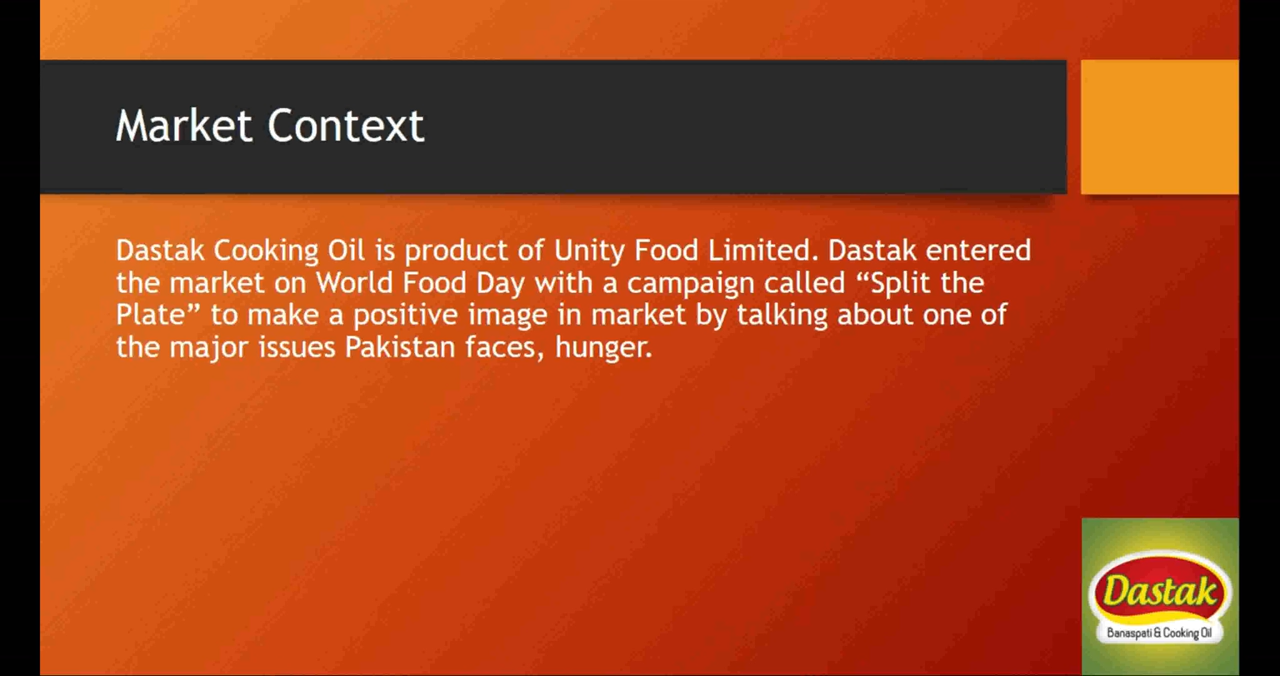 Market Context
Dastak Cooking Oil is product of Unity Food Limited. Dastak entered
the market on World Food Day with a campaign called “Split the
Plate” to make a positive image in market by talking about one of
the major issues Pakistan faces, hunger.
Dastak
Banaspati & Cooking Oil